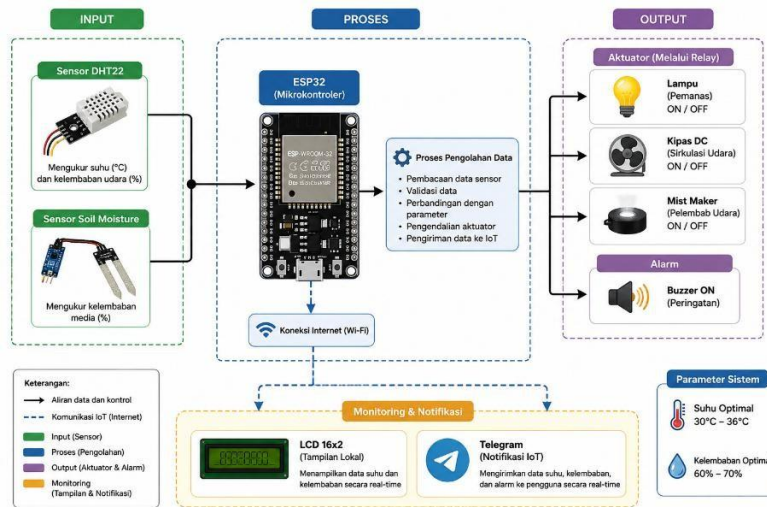 INPUT
Sensor DHT22
Mengukur suhu (°C)
dan kelembaban udara (%)
Sensor Soil Moisture
Mengukur kelembaban
media (%)
PROSES
ESP32
(Mikrokontroler)
ESP-WROOM-32
Proses Pengolahan Data
• Pembacaan data sensor
• Validasi data
• Perbandingan dengan
parameter
• Pengendalian aktuator
• Pengiriman data ke IoT
Koneksi Internet (Wi-Fi)
OUTPUT
Aktuator (Melalui Relay)
Lampu
(Pemanas)
ON / OFF
Kipas DC
(Sirkulasi Udara)
ON / OFF
Mist Maker
(Pelembab Udara)
ON / OFF
Alarm
Buzzer ON
(Peringatan)
Keterangan:
Aliran data dan kontrol
Komunikasi IoT (Internet)
Input (Sensor)
Proses (Pengolahan)
Output (Aktuator & Alarm)
Monitoring
(Tampilan & Notifikasi)
Monitoring & Notifikasi
LCD 16x2
(Tampilan Lokal)
Menampilkan data suhu dan
kelembaban secara real-time
Telegram
(Notifikasi IoT)
Mengirimkan data suhu, kelembaban,
dan alarm ke pengguna secara real-time
Parameter Sistem
Suhu Optimal
30°C – 36°C
Kelembaban Optima
60% – 70%